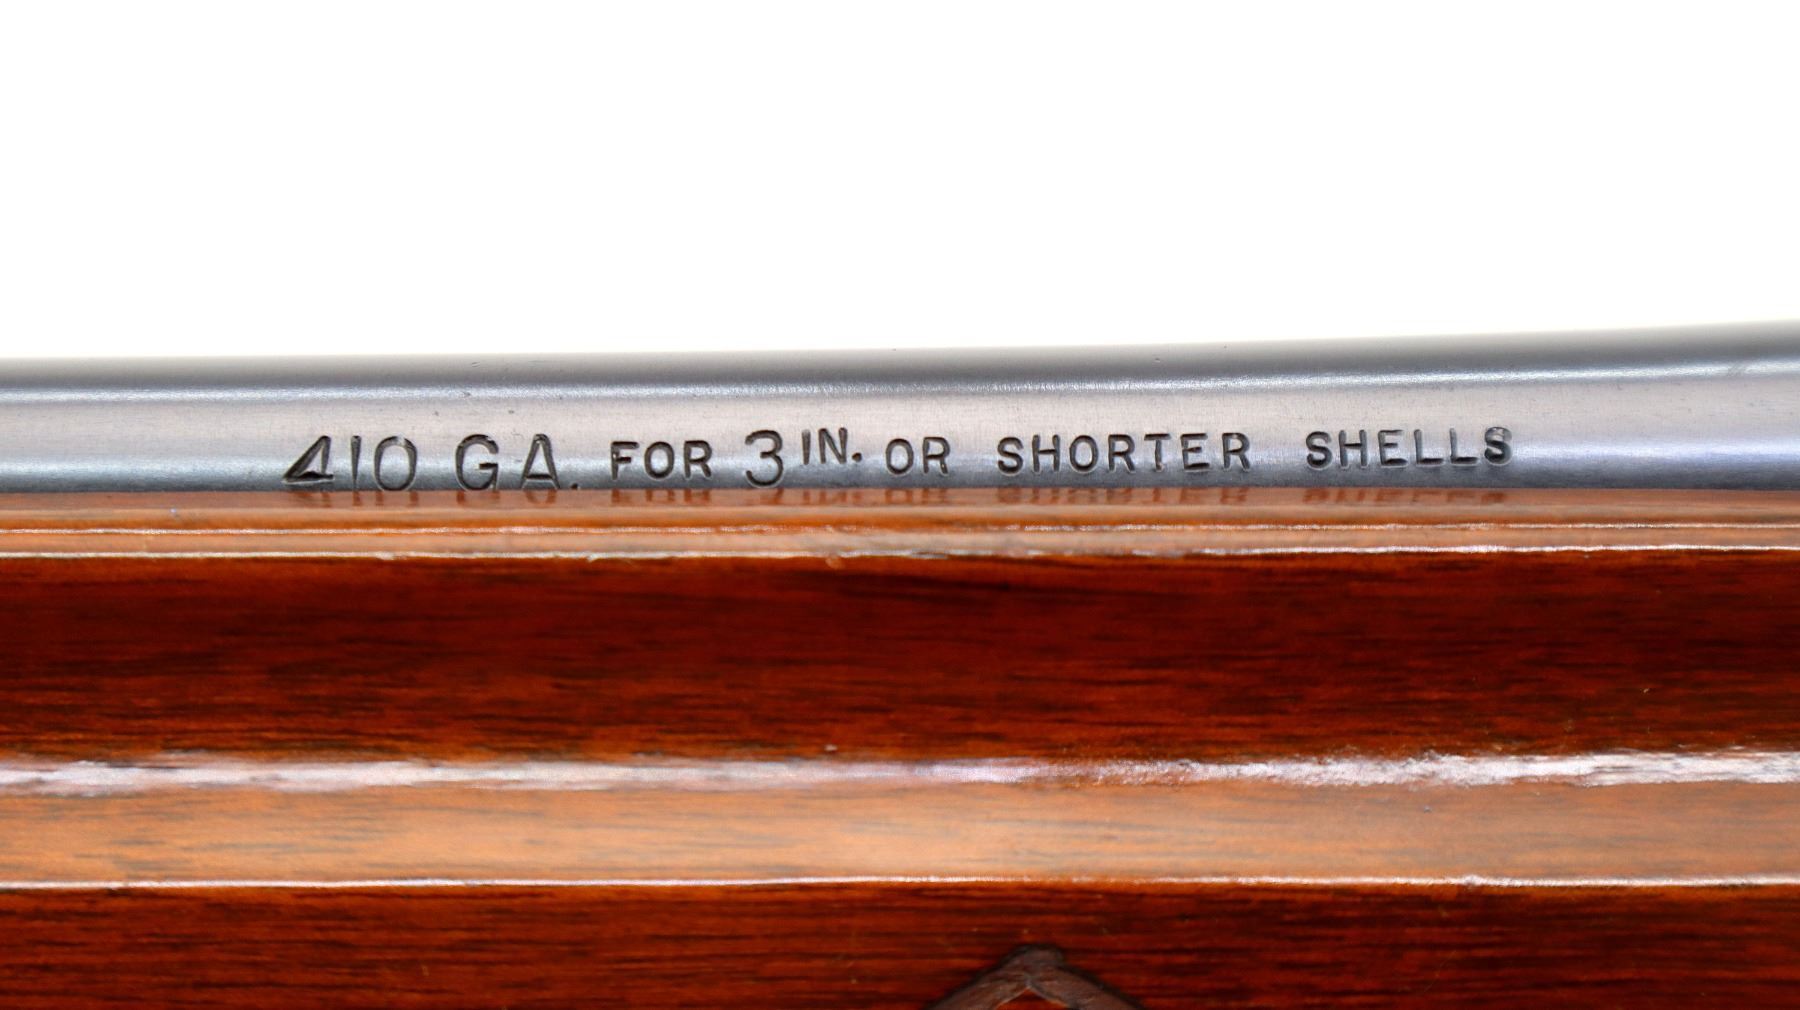 410 GA. FOR 3 IN. OR SHORTER SHELLS